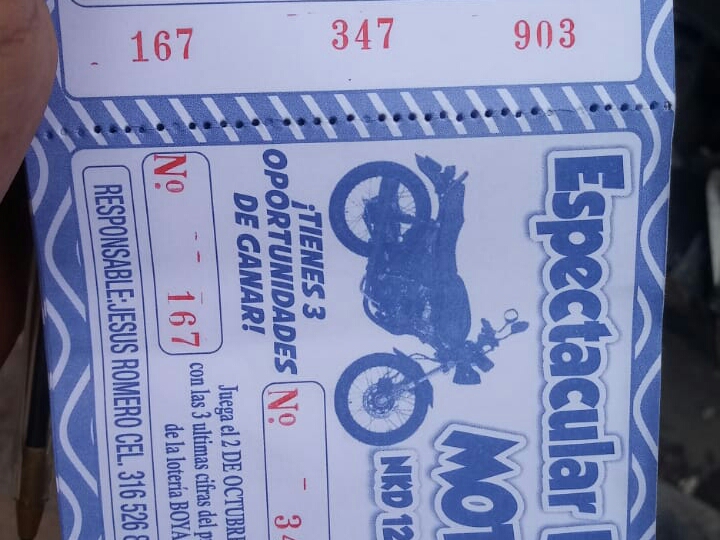 167 347 903
Espectacular
MOT
NKD 12
¡TIENES 3
OPORTUNIDADES
DE GANAR!
Nº 34
Juega el 2 DE OCTUBR
con las 3 ultimas cifras del
de la lotería BOYA
Nº 167
RESPONSABLE: JESUS ROMERO CEL. 316 526